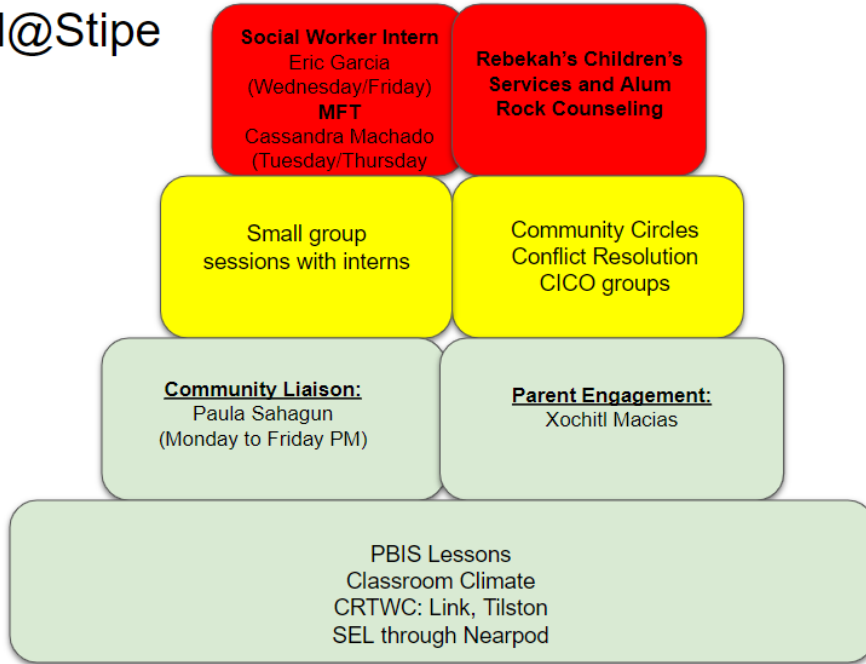 l@Stipe
Social Worker Intern
Eric Garcia
(Wednesday/Friday)
MFT
Cassandra Machado
(Tuesday/Thursday
Rebekah's Children's
Services and Alum
Rock Counseling
Small group
sessions with interns
Community Circles
Conflict Resolution
CICO groups
Community Liaison:
Paula Sahagun
(Monday to Friday PM)
Parent Engagement:
Xochitl Macias
PBIS Lessons
Classroom Climate
CRTWC: Link, Tilston
SEL through Nearpod